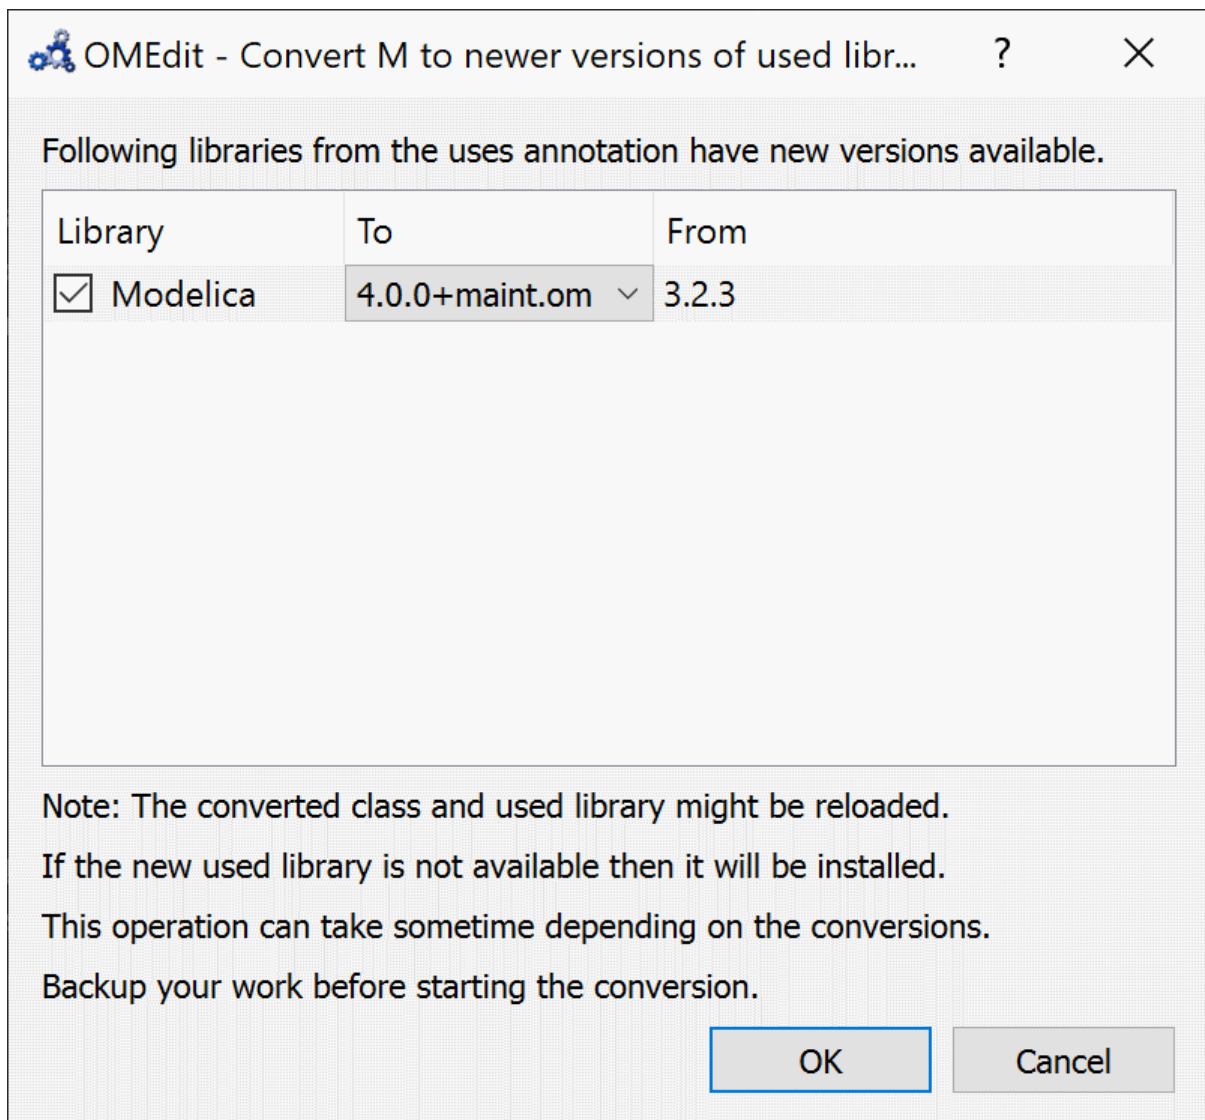 OMEdit - Convert M to newer versions of used libr...
Following libraries from the uses annotation have new versions available.
Library To From
Modelica 4.0.0+maint.om 3.2.3
Note: The converted class and used library might be reloaded.
If the new used library is not available then it will be installed.
This operation can take sometime depending on the conversions.
Backup your work before starting the conversion.
OK Cancel